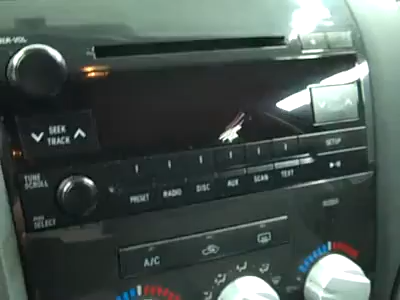 SEEK
TRACK
SETUP
TUNE
SCROLL
PRESET
RADIO
DISC
AUX
SCAN
TEXT
SELECT
A/C